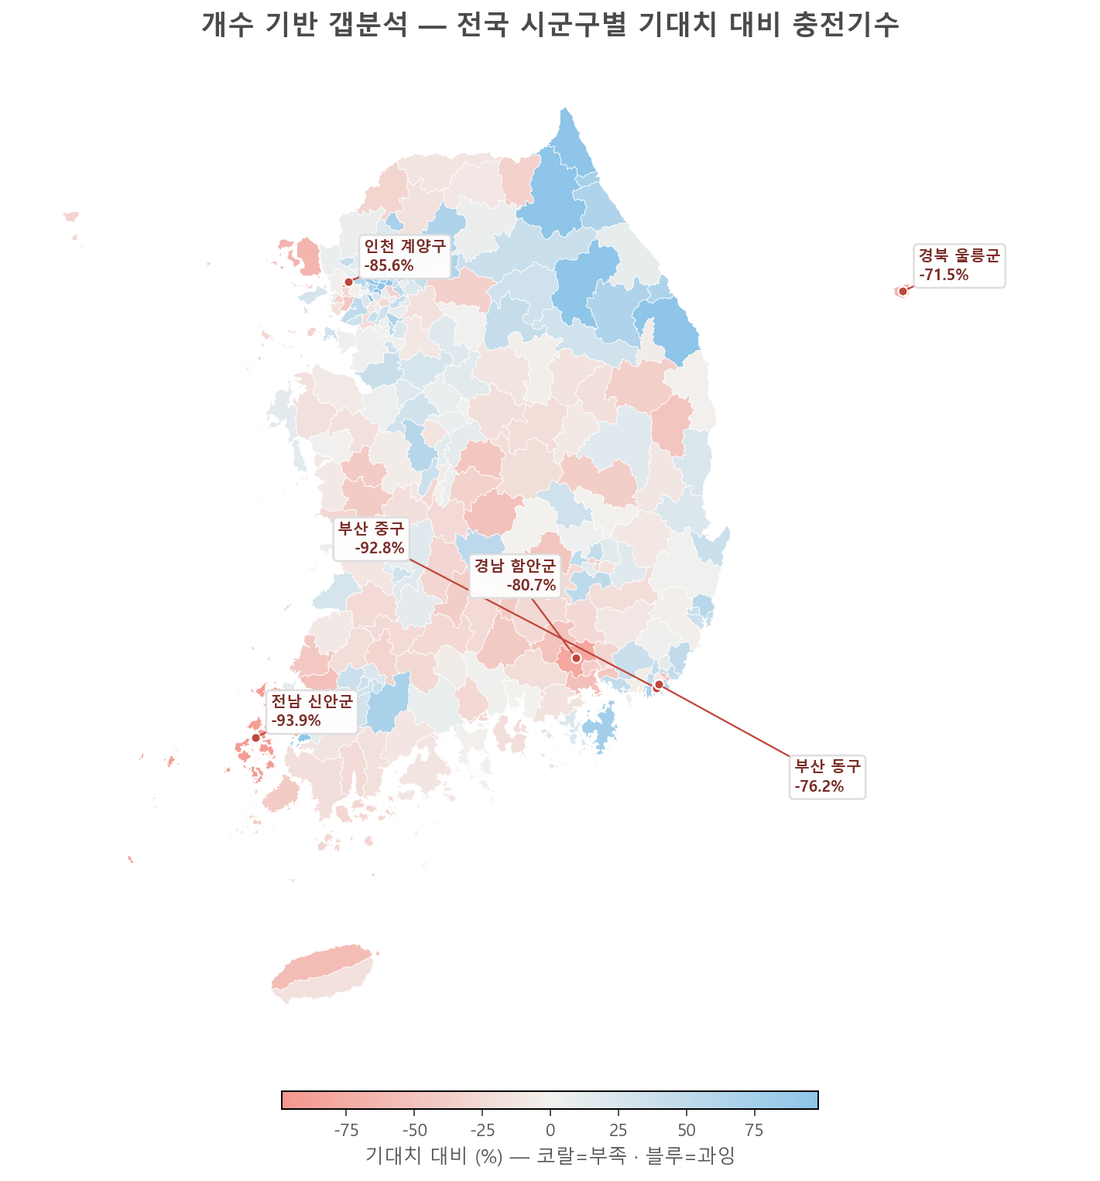 개수 기반 갭분석 — 전국 시군구별 기대치 대비 충전기수
인천 계양구
-85.6%
경북 울릉군
-71.5%
부산 중구
-92.8%
경남 함안군
-80.7%
전남 신안군
-93.9%
부산 동구
-76.2%
-75 -50 -25 0 25 50 75
기대치 대비 (%) — 코랄=부족 · 블루=과잉